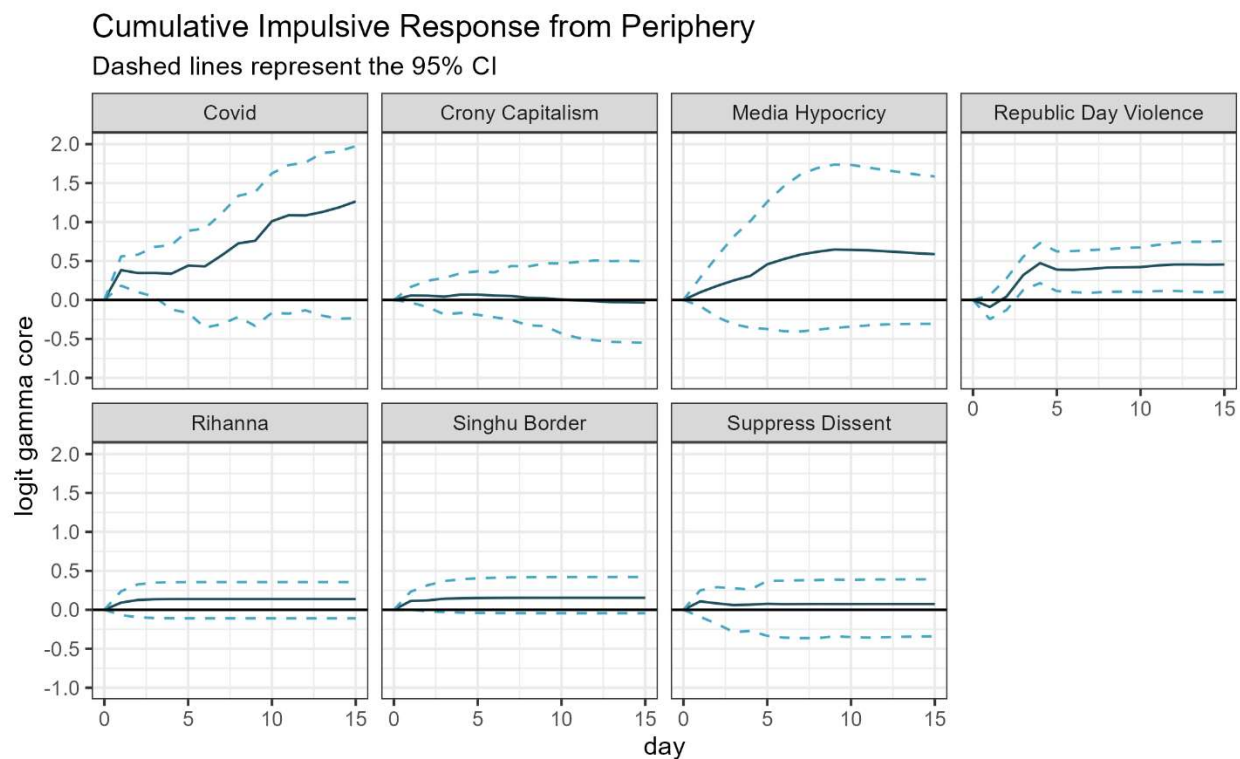 Cumulative Impulsive Response from Periphery
Dashed lines represent the 95% CI
Covid
Crony Capitalism
Media Hypocricy
Republic Day Violence
2.0
1.5
1.0
0.5
0.0
-0.5
-1.0
0 5 10 15
Rihanna
Singhu Border
Suppress Dissent
2.0
1.5
1.0
0.5
0.0
-0.5
-1.0
0 5 10 15
0 5 10 15
0 5 10 15
logit gamma core
day